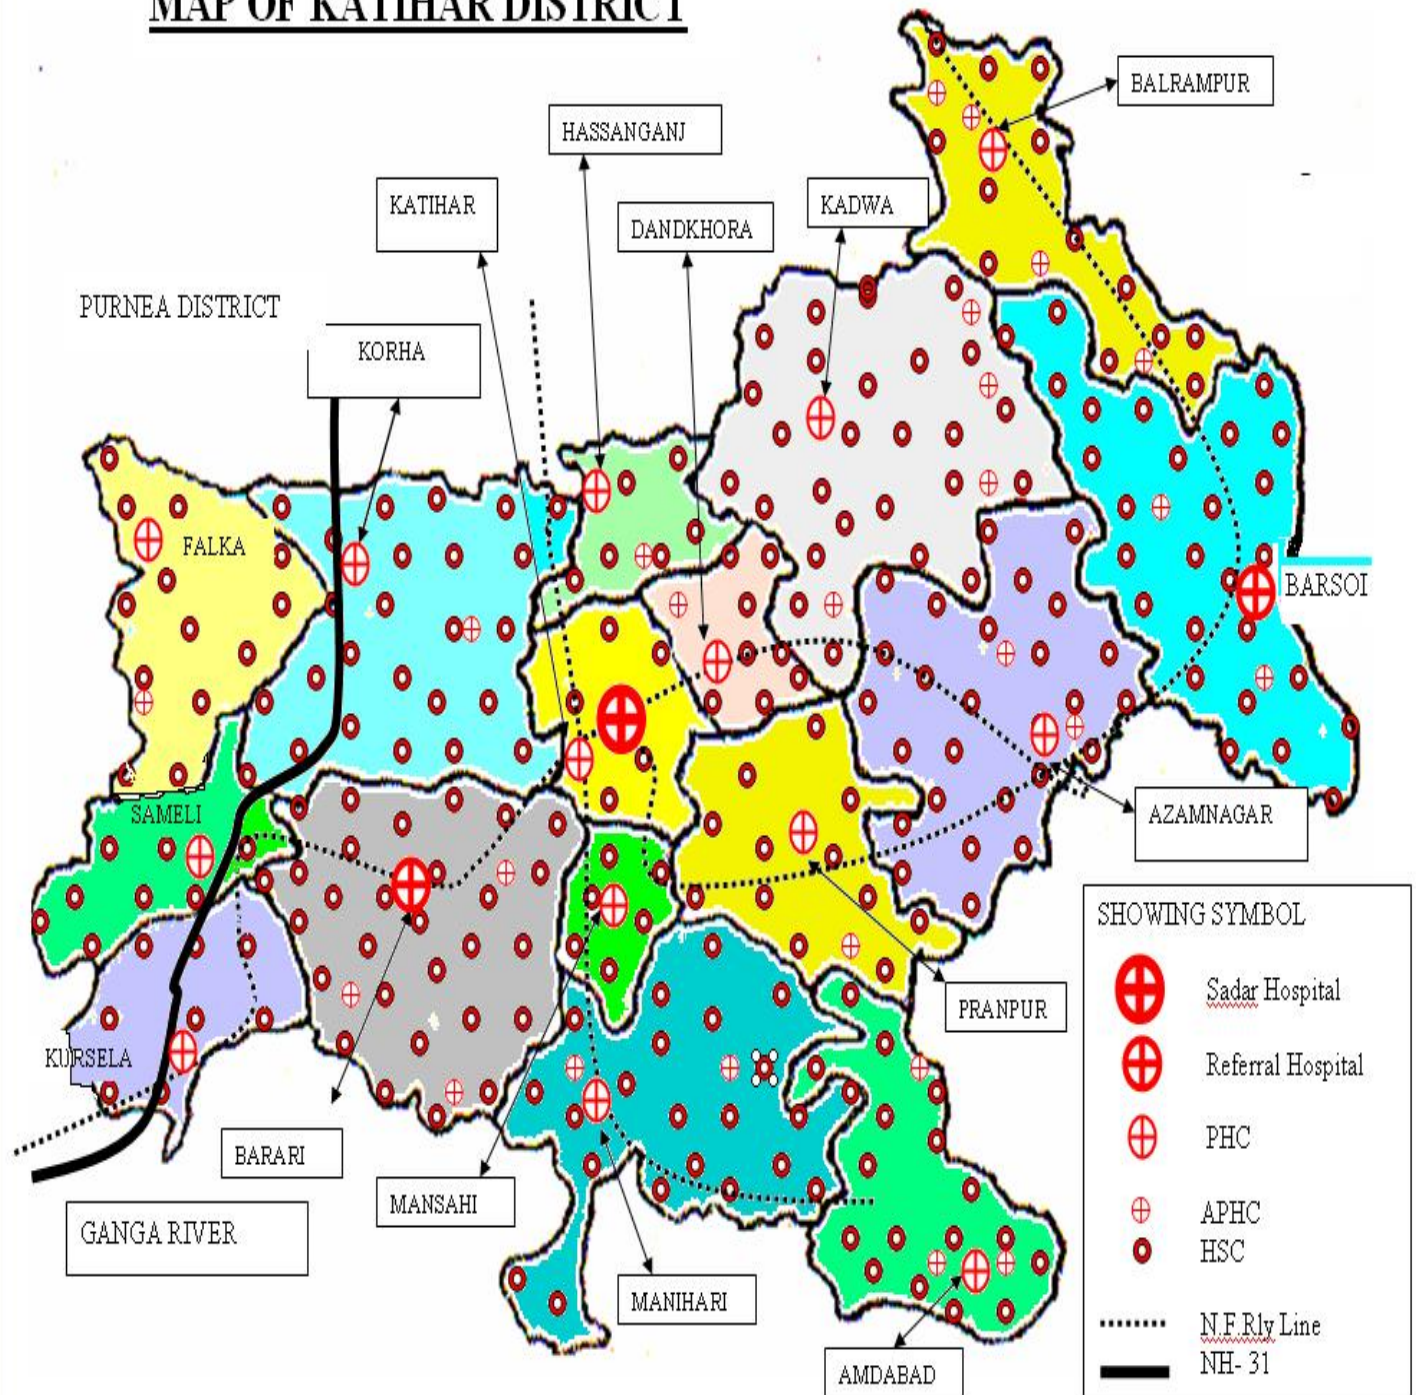 MAP OF KATIHAR DISTRICT
BALRAMPUR
HASSANGANJ
KATIHAR
KADWA
DANDKHORA
PURNEA DISTRICT
KORHA
FALKA
BARSOI
SAMELI
AZAMNAGAR
SHOWING SYMBOL
Sadar Hospital
PRANPUR
KURSELA
Referral Hospital
PHC
BARARI
MANSAHI
APHC
GANGA RIVER
HSC
MANIHARI
N.F.Rly Line
NH- 31
AMDABAD